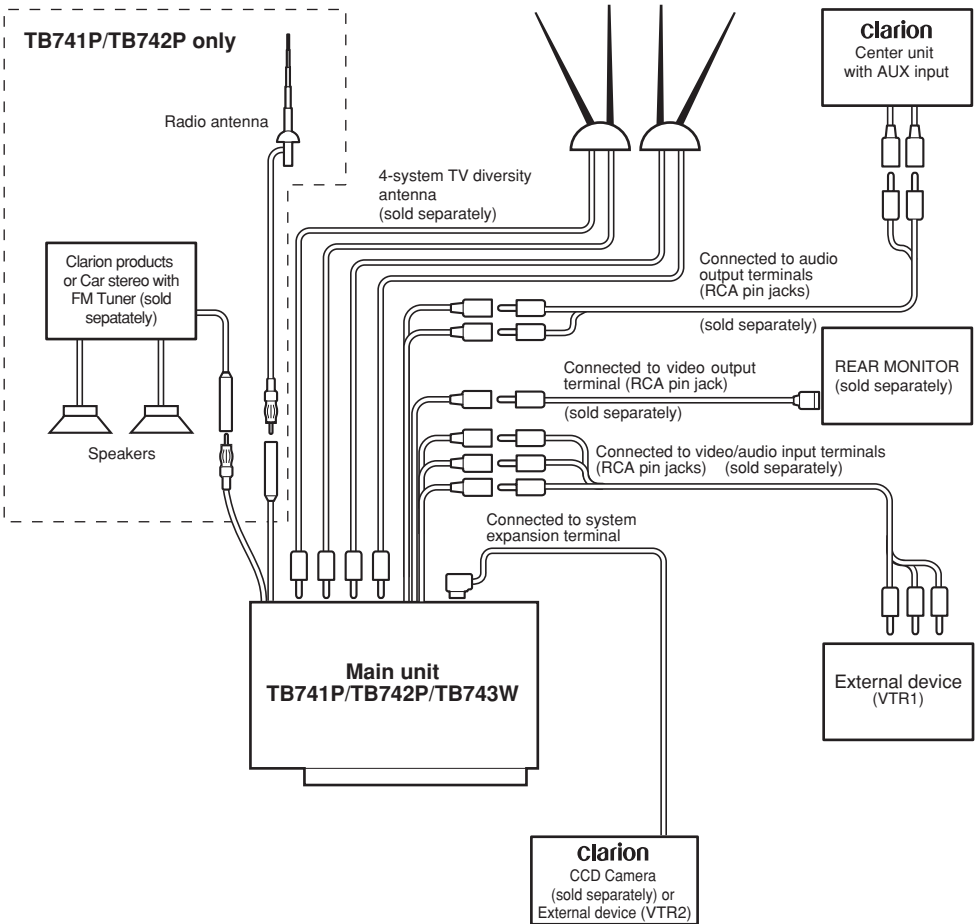 TB741P/TB742P only
Radio antenna
4-system TV diversity
antenna
(sold separately)
clarion
Center unit
with AUX input
Clarion products
or Car stereo with
FM Tuner (sold
sepatately)
Speakers
Connected to audio
output terminals
(RCA pin jacks)
(sold separately)
Connected to video output
terminal (RCA pin jack)
(sold separately)
REAR MONITOR
(sold separately)
Connected to video/audio input terminals
(RCA pin jacks) (sold separately)
Connected to system
expansion terminal
Main unit
TB741P/TB742P/TB743W
External device
(VTR1)
clarion
CCD Camera
(sold separately) or
External device (VTR2)